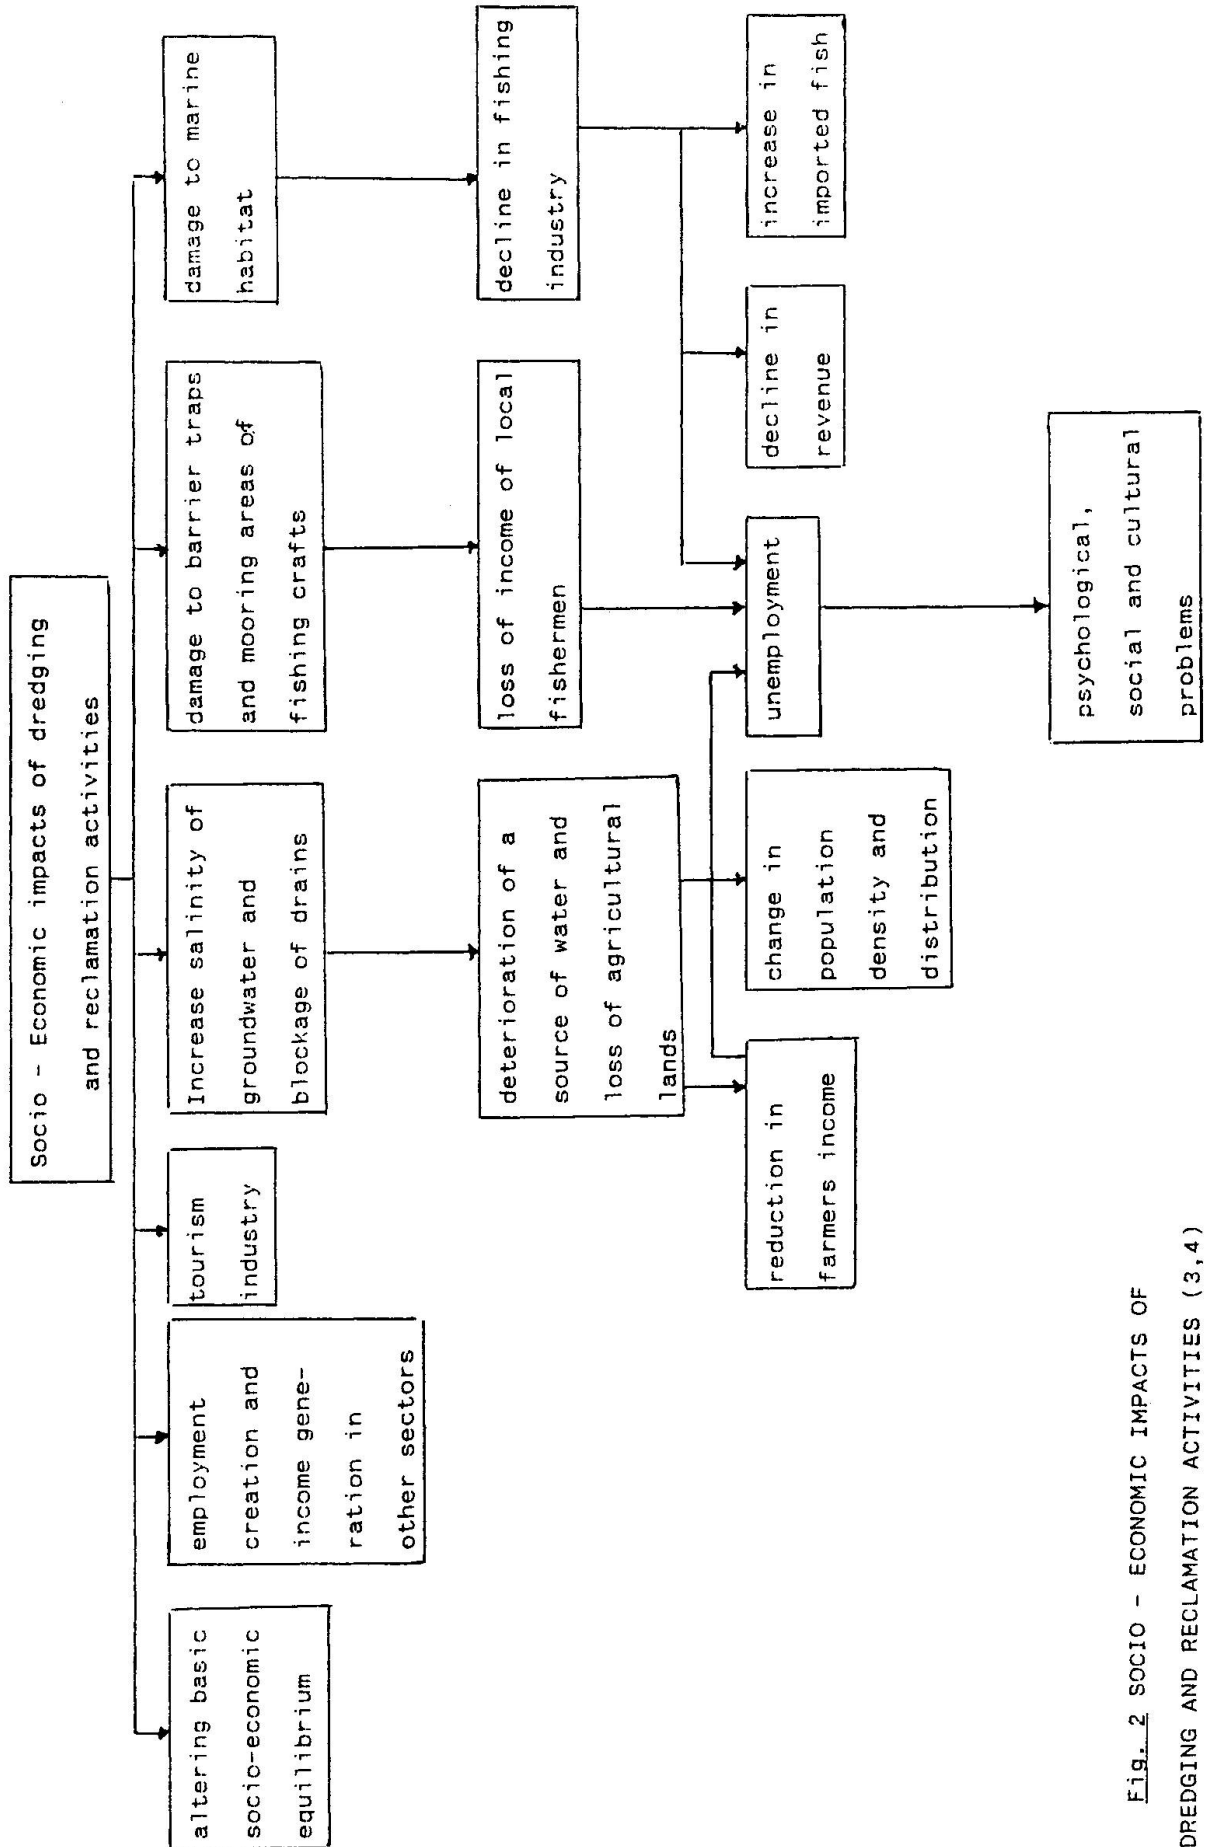 Socio - Economic impacts of dredging
and reclamation activities
altering basic
socio-economic
equilibrium
employment
creation and
income gene-
ration in
other sectors
tourism
industry
Increase salinity of
groundwater and
blockage of drains
damage to barrier traps
and mooring areas of
fishing crafts
damage to marine
habitat
deterioration of a
source of water and
loss of agricultural
lands
loss of income of local
fishermen
decline in fishing
industry
reduction in
farmers income
change in
population
density and
distribution
unemployment
decline in
revenue
increase in
imported fish
psychological,
social and cultural
problems
Fig. 2 SOCIO - ECONOMIC IMPACTS OF
DREDGING AND RECLAMATION ACTIVITIES (3,4)